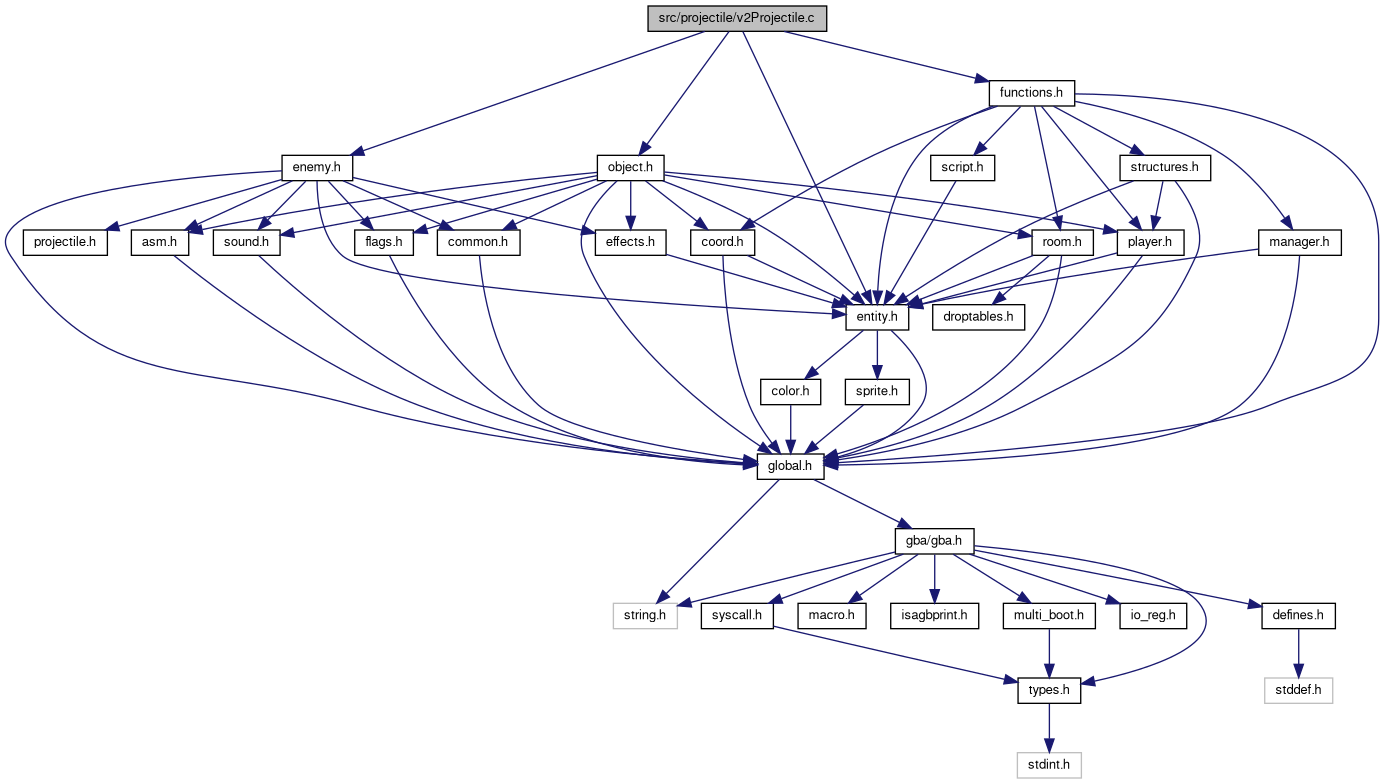 src/projectile/v2Projectile.c
functions.h
enemy.h
object.h
script.h
structures.h
projectile.h
asm.h
sound.h
flags.h
common.h
effects.h
coord.h
room.h
player.h
manager.h
entity.h
droptables.h
color.h
sprite.h
global.h
gba/gba.h
string.h
syscall.h
macro.h
isagbprint.h
multi_boot.h
io_reg.h
defines.h
types.h
stddef.h
stdint.h